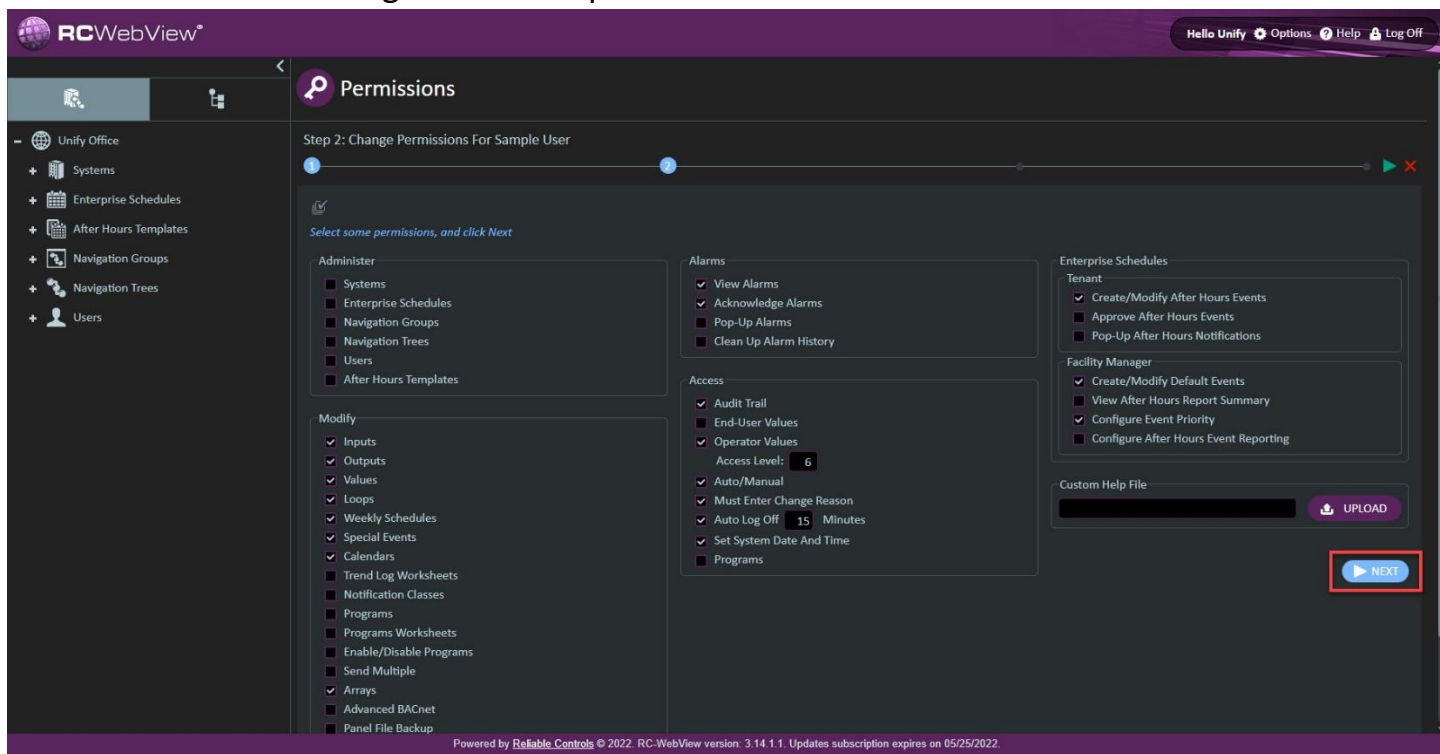 RCWebView®
Hello Unify Options Help Log Off
Permissions
Unify Office
Systems
Enterprise Schedules
After Hours Templates
Navigation Groups
Navigation Trees
Users
Step 2: Change Permissions For Sample User
1
2
Select some permissions, and click Next
Administer
Systems
Enterprise Schedules
Navigation Groups
Navigation Trees
Users
After Hours Templates
Modify
Inputs
Outputs
Values
Loops
Weekly Schedules
Special Events
Calendars
Trend Log Worksheets
Notification Classes
Programs
Programs Worksheets
Enable/Disable Programs
Send Multiple
Arrays
Advanced BACnet
Panel File Backup
Alarms
View Alarms
Acknowledge Alarms
Pop-Up Alarms
Clean Up Alarm History
Access
Audit Trail
End-User Values
Operator Values
Access Level: 6
Auto/Manual
Must Enter Change Reason
Auto Log Off 15 Minutes
Set System Date And Time
Programs
Enterprise Schedules
Tenant
Create/Modify After Hours Events
Approve After Hours Events
Pop-Up After Hours Notifications
Facility Manager
Create/Modify Default Events
View After Hours Report Summary
Configure Event Priority
Configure After Hours Event Reporting
Custom Help File
UPLOAD
NEXT
Powered by Reliable Controls © 2022. RC-WebView version: 3.14.1.1. Updates subscription expires on 05/25/2022.